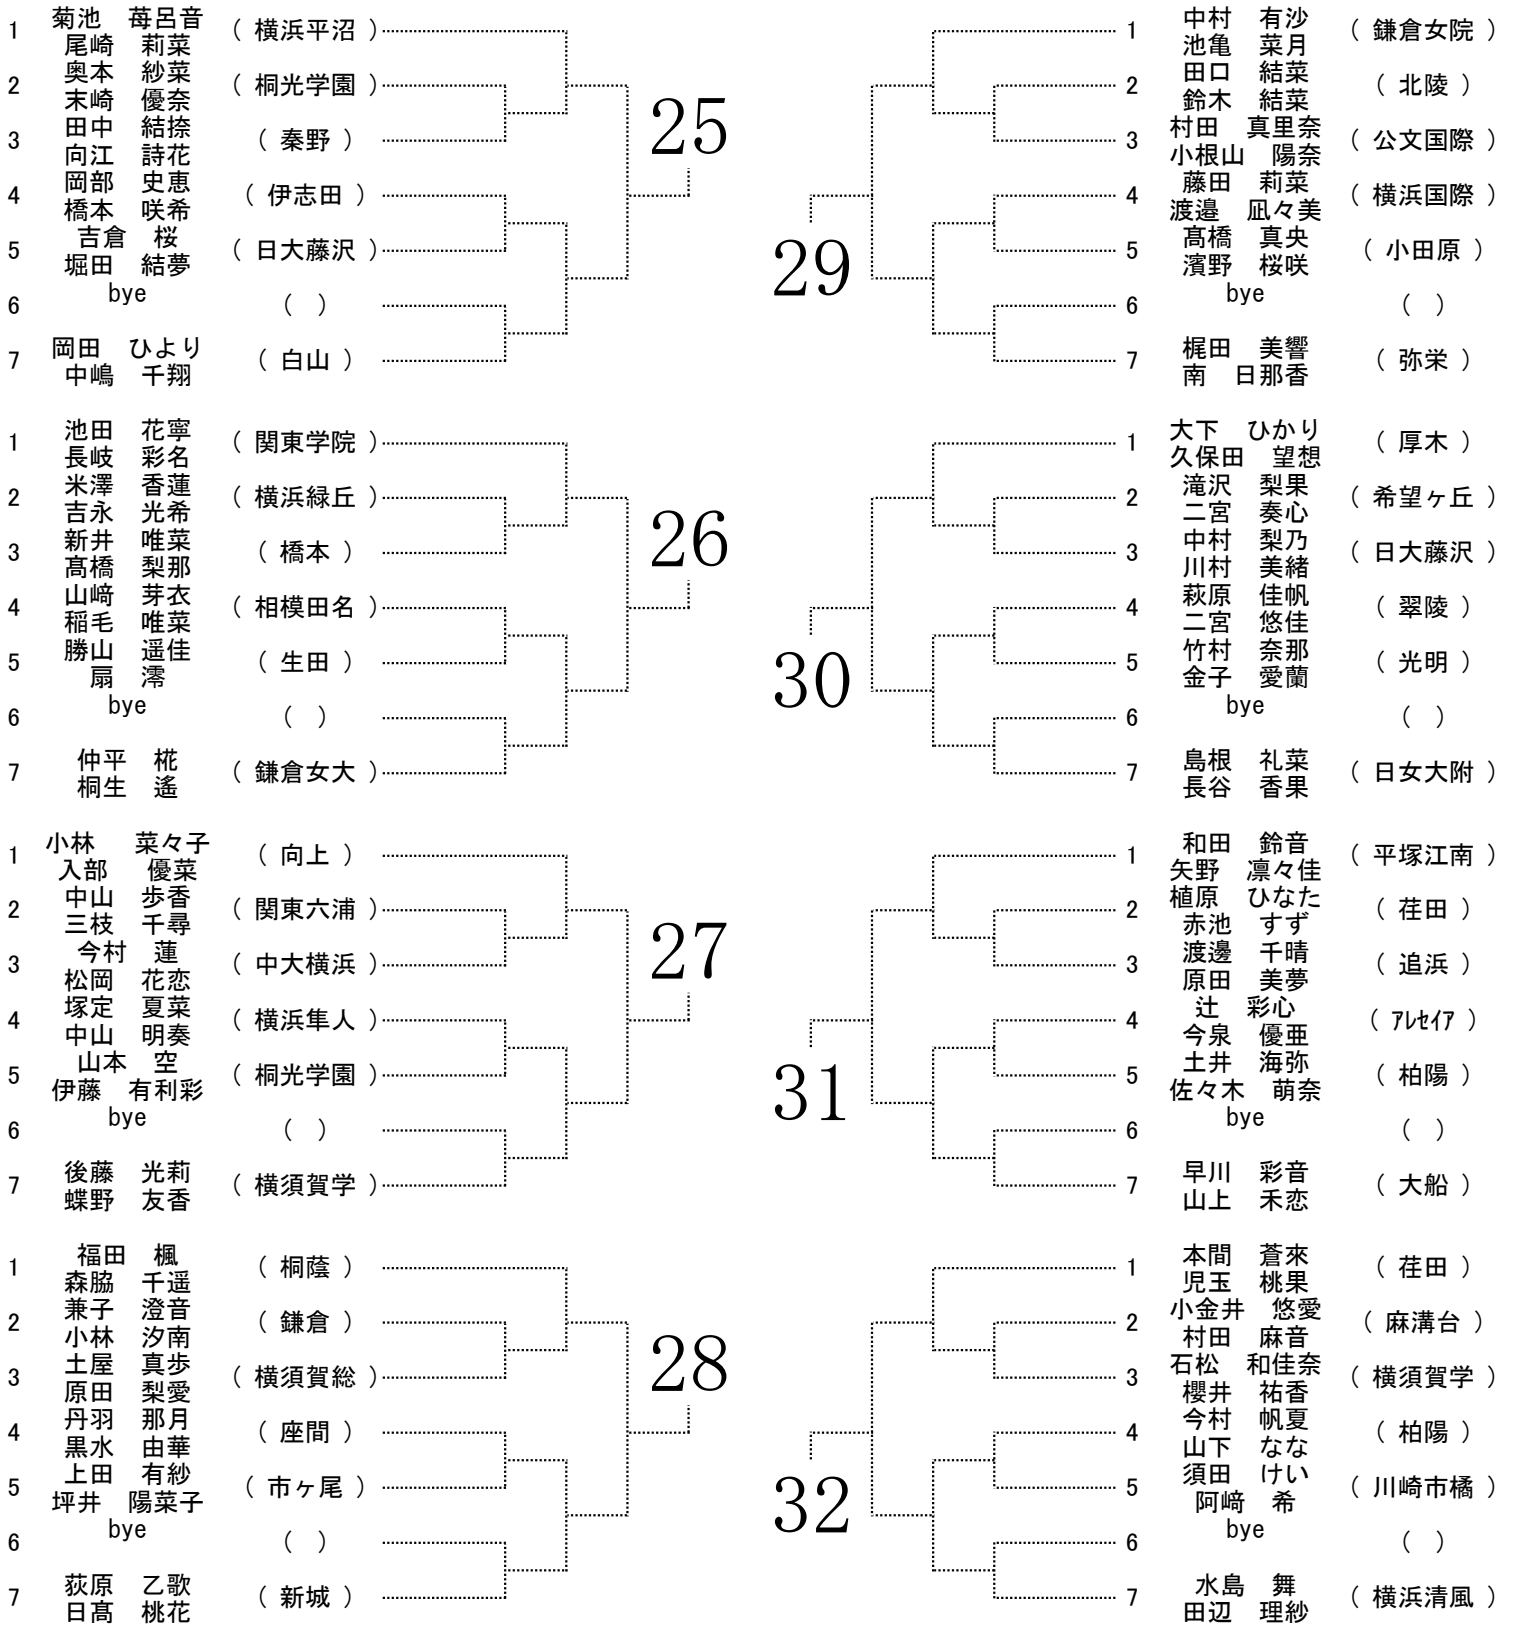 1 菊池　苺呂音 ( 横浜平沼 )
尾崎　莉菜
2 奥本　紗菜 ( 桐光学園 )
末崎　優奈
3 田中　結捺 ( 秦野 )
向江　詩花
4 岡部　史恵 ( 伊志田 )
橋本　咲希
5 吉倉　桜 ( 日大藤沢 )
堀田　結夢
6 bye ( )
7 岡田　ひより ( 白山 )
中嶋　千翔
25
1 池田　花寧 ( 関東学院 )
長岐　彩名
2 米澤　香蓮 ( 横浜緑丘 )
吉永　光希
3 新井　唯菜 ( 橋本 )
髙橋　梨那
4 山﨑　芽衣 ( 相模田名 )
稲毛　唯菜
5 勝山　遥佳 ( 生田 )
扇　澪
6 bye ( )
7 仲平　椛 ( 鎌倉女大 )
桐生　遙
26
1 小林　菜々子 ( 向上 )
入部　優菜
2 中山　歩香 ( 関東六浦 )
三枝　千尋
3 今村　蓮 ( 中大横浜 )
松岡　花恋
4 塚定　夏菜 ( 横浜隼人 )
中山　明奏
5 山本　空 ( 桐光学園 )
伊藤　有利彩
6 bye ( )
7 後藤　光莉 ( 横須賀学 )
蝶野　友香
27
1 福田　楓 ( 桐蔭 )
森脇　千遥
2 兼子　澄音 ( 鎌倉 )
小林　汐南
3 土屋　真歩 ( 横須賀総 )
原田　梨愛
4 丹羽　那月 ( 座間 )
黒水　由華
5 上田　有紗 ( 市ヶ尾 )
坪井　陽菜子
6 bye ( )
7 荻原　乙歌 ( 新城 )
日髙　桃花
28
1 中村　有沙 ( 鎌倉女院 )
池亀　菜月
2 田口　結菜 ( 北陵 )
鈴木　結菜
3 村田　真里奈 ( 公文国際 )
小根山　陽奈
4 藤田　莉菜 ( 横浜国際 )
渡邉　凪々美
5 髙橋　真央 ( 小田原 )
濱野　桜咲
6 bye ( )
7 梶田　美響 ( 弥栄 )
南　日那香
29
1 大下　ひかり ( 厚木 )
久保田　望想
2 滝沢　梨果 ( 希望ヶ丘 )
二宮　奏心
3 中村　梨乃 ( 日大藤沢 )
川村　美緒
4 萩原　佳帆 ( 翠陵 )
二宮　悠佳
5 竹村　奈那 ( 光明 )
金子　愛蘭
6 bye ( )
7 島根　礼菜 ( 日女大附 )
長谷　香果
30
1 和田　鈴音 ( 平塚江南 )
矢野　凛々佳
2 植原　ひなた ( 荏田 )
赤池　すず
3 渡邊　千晴 ( 追浜 )
原田　美夢
4 辻　彩心 ( ｱﾚｾｲｱ )
今泉　優亜
5 土井　海弥 ( 柏陽 )
佐々木　萌奈
6 bye ( )
7 早川　彩音 ( 大船 )
山上　禾恋
31
1 本間　蒼來 ( 荏田 )
児玉　桃果
2 小金井　悠愛 ( 麻溝台 )
村田　麻音
3 石松　和佳奈 ( 横須賀学 )
櫻井　祐香
4 今村　帆夏 ( 柏陽 )
山下　なな
5 須田　けい ( 川崎市橘 )
阿﨑　希
6 bye ( )
7 水島　舞 ( 横浜清風 )
田辺　理紗
32